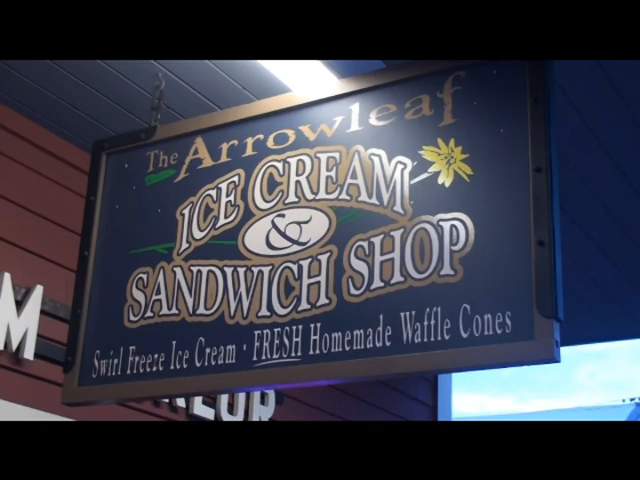 The Arrowleaf
ICE CREAM
&
SANDWICH SHOP
Swirl Freeze Ice Cream · FRESH Homemade Waffle Cones
M